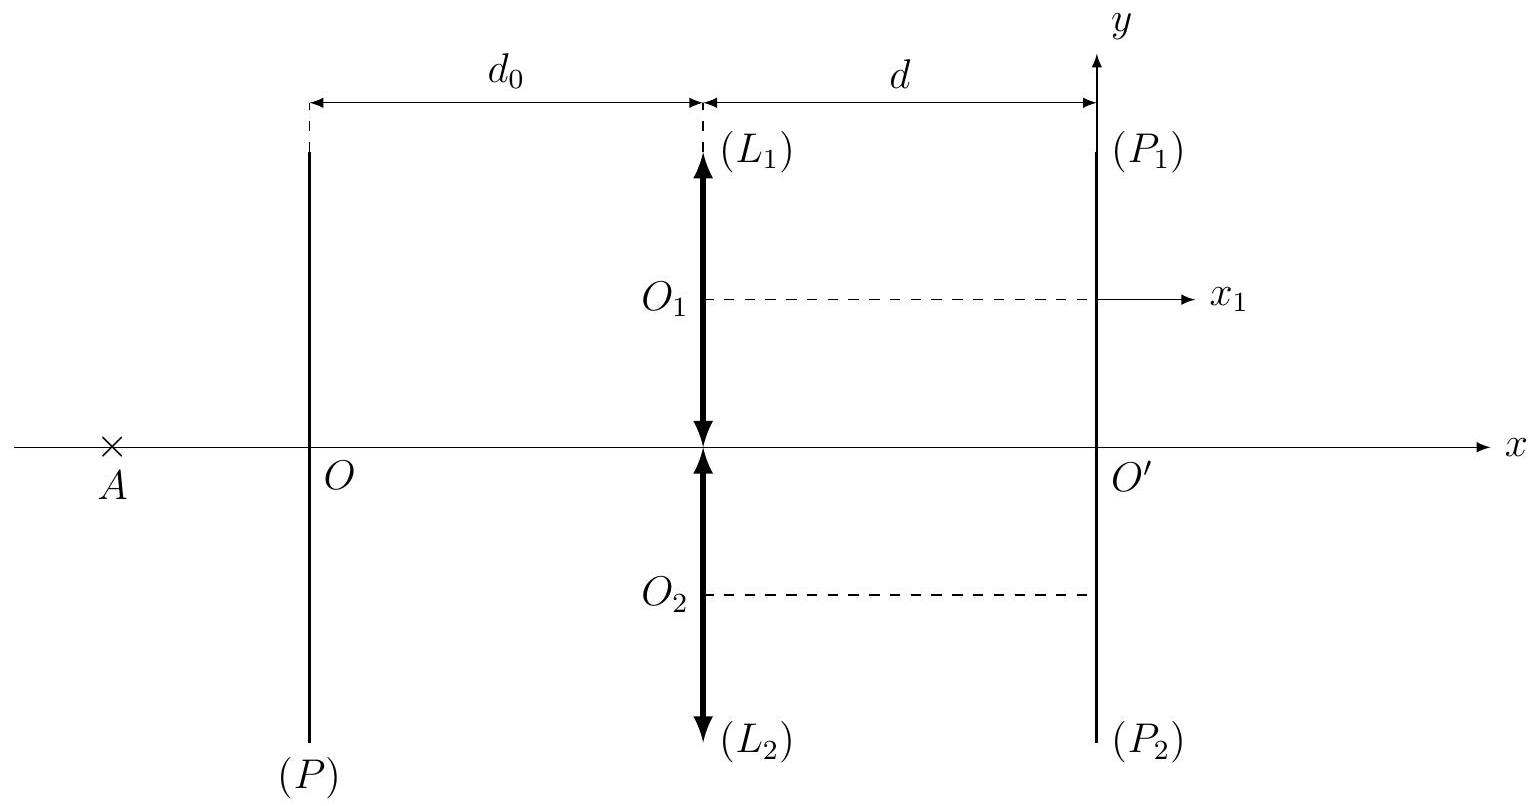 y
d₀
d
(L₁)
(P₁)
O₁
x₁
x
A
O
O′
O₂
(L₂)
(P₂)
(P)